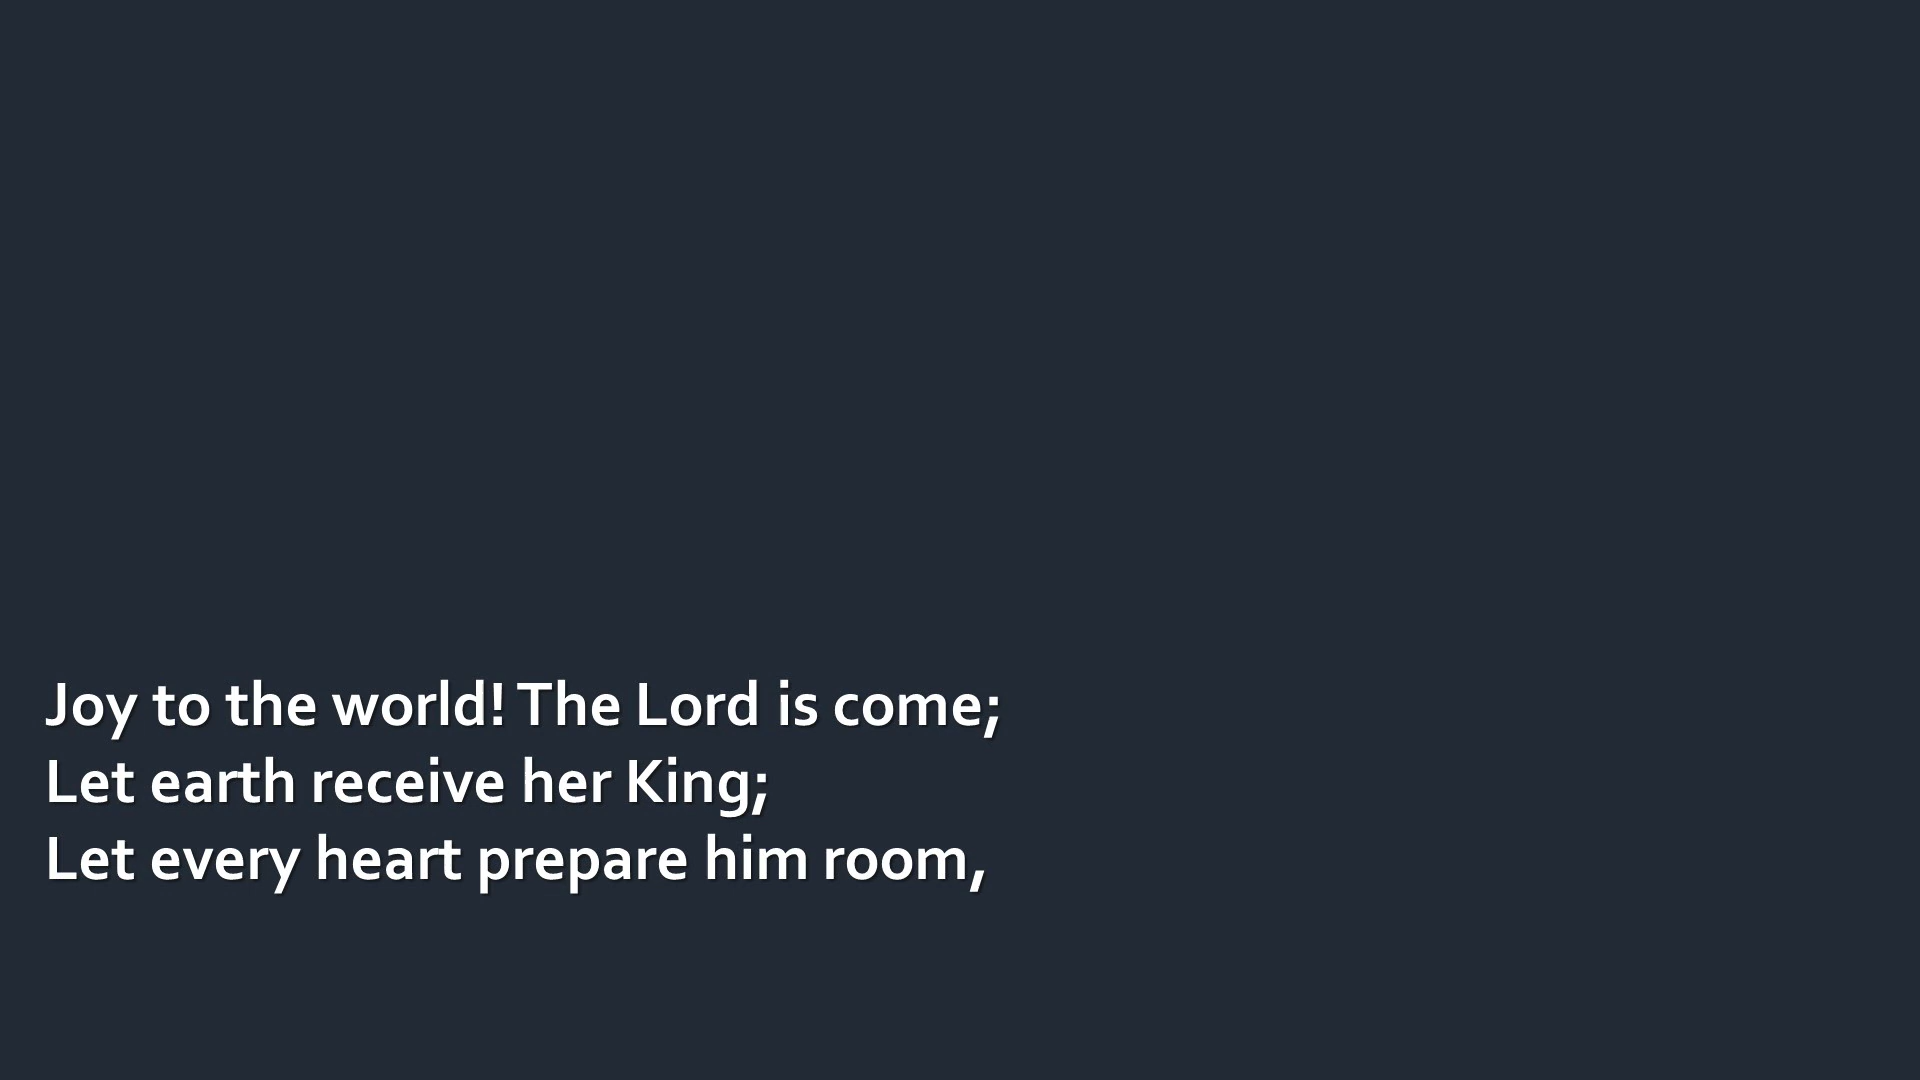 Joy to the world! The Lord is come;
Let earth receive her King;
Let every heart prepare him room,